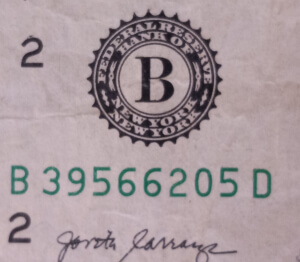 2
FEDERAL RESERVE
BANK OF
B
NEW YORK
NEW YORK
B 39566205 D
2